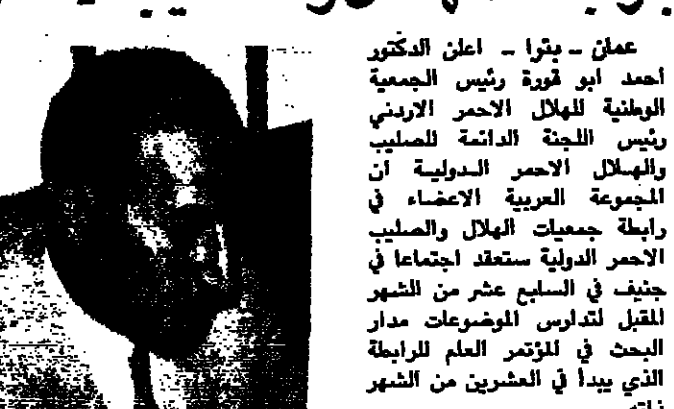 عمان ـ بترا ـ اعلن الدكتور
أحمد ابو قورة رئيس الجمعية
الوطنية للهلال الاحمر الاردني
رئيس اللجنة الدائمة للصليب
والهلال الاحمر الدولية ان
المجموعة العربية الاعضاء في
رابطة جمعيات الهلال والصليب
الاحمر الدولية ستعقد اجتماعا في
جنيف في السابع عشر من الشهر
المقبل لتدارس الموضوعات مدار
البحث في المؤتمر العام للرابطة
الذي يبدأ في العشرين من الشهر